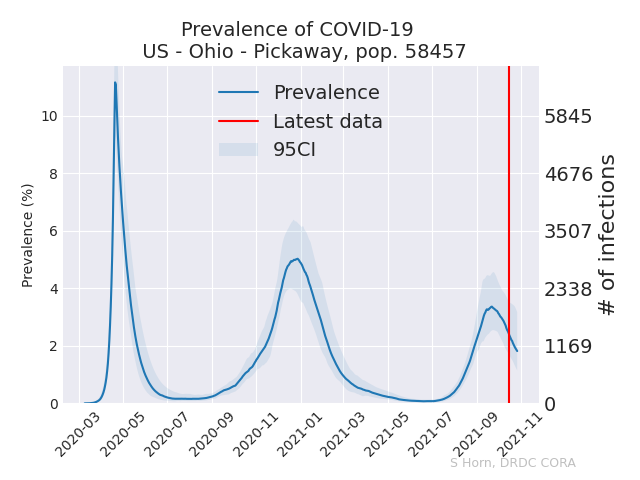 Prevalence of COVID-19
US - Ohio - Pickaway, pop. 58457
Prevalence
Latest data
95CI
Prevalence (%)
10
8
6
4
2
0
5845
4676
3507
2338
1169
0
# of infections
2020-03
2020-05
2020-07
2020-09
2020-11
2021-01
2021-03
2021-05
2021-07
2021-09
2021-11
S Horn, DRDC CORA